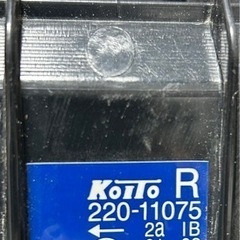 KOITO R
220-11075
← 2a IB